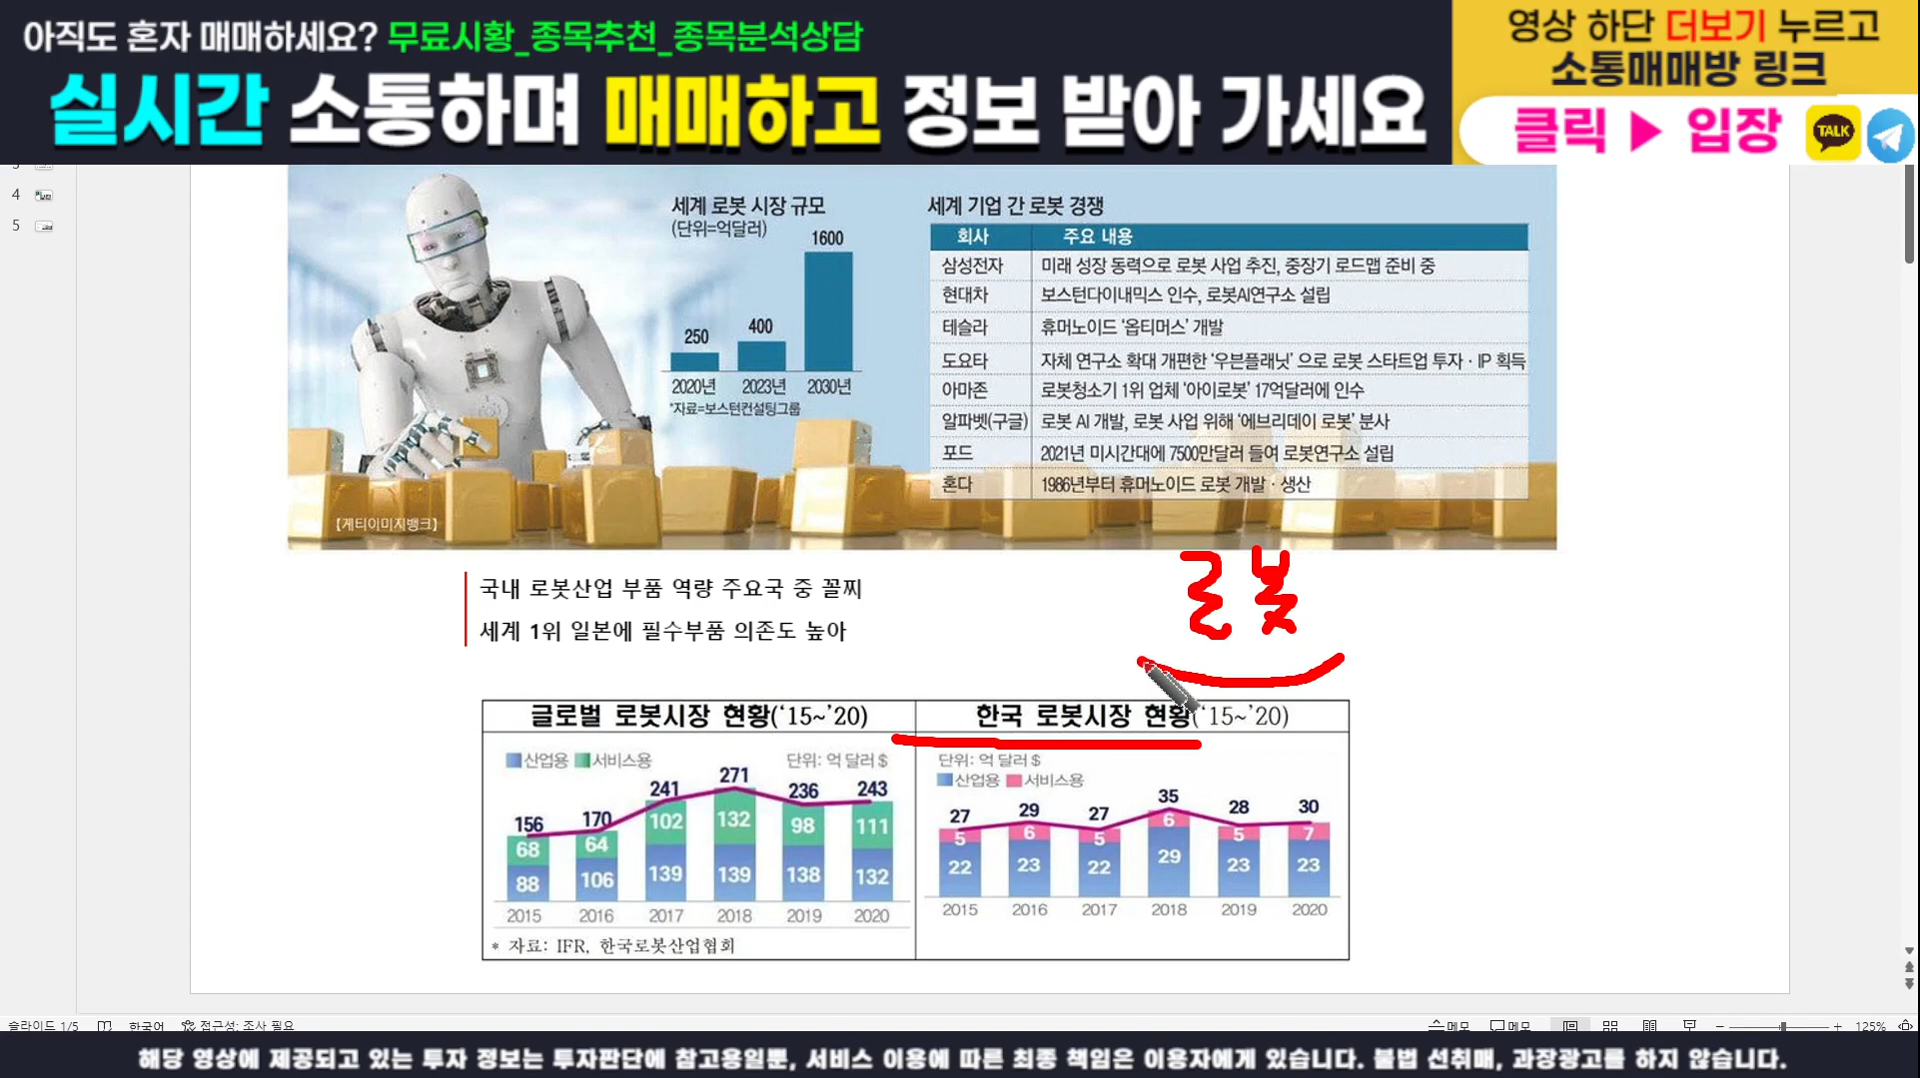 아직도 혼자 매매하세요? 무료시황_종목추천_종목분석상담
실시간 소통하며 매매하고 정보 받아 가세요
영상 하단 더보기 누르고
소통매매방 링크
클릭 ▶ 입장
TALK
4
5
세계 로봇 시장 규모
(단위=억달러)
1600
400
250
2020년 2023년 2030년
*자료=보스턴컨설팅그룹
【게티이미지뱅크】
세계 기업 간 로봇 경쟁
회사 주요 내용
삼성전자 미래 성장 동력으로 로봇 사업 추진, 중장기 로드맵 준비 중
현대차 보스턴다이내믹스 인수, 로봇AI연구소 설립
테슬라 휴머노이드 ‘옵티머스’ 개발
도요타 자체 연구소 확대 개편한 ‘우븐플래닛’ 으로 로봇 스타트업 투자·IP 획득
아마존 로봇청소기 1위 업체 ‘아이로봇’ 17억달러에 인수
알파벳(구글) 로봇 AI 개발, 로봇 사업 위해 ‘에브리데이 로봇’ 분사
포드 2021년 미시간대에 7500만달러 들여 로봇연구소 설립
혼다 1986년부터 휴머노이드 로봇 개발·생산
국내 로봇산업 부품 역량 주요국 중 꼴찌
세계 1위 일본에 필수부품 의존도 높아
로봇
글로벌 로봇시장 현황(‘15~’20)
산업용 서비스용 단위: 억 달러 $
156 170 241 271 236 243
68 64 102 132 98 111
88 106 139 139 138 132
2015 2016 2017 2018 2019 2020
* 자료: IFR, 한국로봇산업협회
한국 로봇시장 현황(‘15~’20)
단위: 억 달러 $
산업용 서비스용
27 29 27 35 28 30
5 6 5 6 5 7
22 23 22 29 23 23
2015 2016 2017 2018 2019 2020
슬라이드 1/5 한국어 접근성: 조사 필요
메모 메모 125%
해당 영상에 제공되고 있는 투자 정보는 투자판단에 참고용일뿐, 서비스 이용에 따른 최종 책임은 이용자에게 있습니다. 불법 선취매, 과장광고를 하지 않습니다.